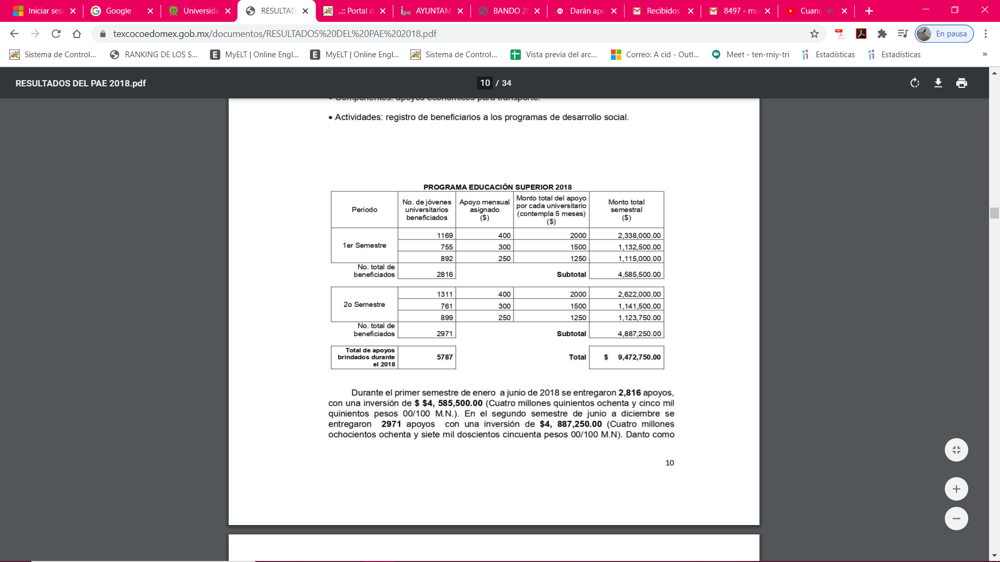 Iniciar sesi
Google
Universida
RESULTAD
..:: Portal d
AYUNTAM
BANDO 20
Darán apo
Recibidos
8497 - mu
Cuand
texcocoedomex.gob.mx/documentos/RESULTADOS%20DEL%20PAE%202018.pdf
En pausa
Sistema de Control...
RANKING DE LOS S...
MyELT | Online Engl...
MyELT | Online Engl...
Sistema de Control...
Vista previa del arc...
Correo: A cid - Outl...
Meet - ten-rniy-tri
Estadísticas
Estadísticas
»
RESULTADOS DEL PAE 2018.pdf
10 / 34
• Componentes: apoyos económicos para transporte.
• Actividades: registro de beneficiarios a los programas de desarrollo social.
PROGRAMA EDUCACIÓN SUPERIOR 2018
Periodo
No. de jóvenes
universitarios
beneficiados
Apoyo mensual
asignado
($)
Monto total del apoyo
por cada universitario
(contempla 5 meses)
($)
Monto total
semestral
($)
1er Semestre
1169 400 2000 2,338,000.00
755 300 1500 1,132,500.00
892 250 1250 1,115,000.00
No. total de
beneficiados 2816 Subtotal 4,585,500.00
2o Semestre
1311 400 2000 2,622,000.00
761 300 1500 1,141,500.00
899 250 1250 1,123,750.00
No. total de
beneficiados 2971 Subtotal 4,887,250.00
Total de apoyos
brindados durante
el 2018
5787 Total $ 9,472,750.00
Durante el primer semestre de enero a junio de 2018 se entregaron 2,816 apoyos,
con una inversión de $ $4, 585,500.00 (Cuatro millones quinientos ochenta y cinco mil
quinientos pesos 00/100 M.N.). En el segundo semestre de junio a diciembre se
entregaron 2971 apoyos con una inversión de $4, 887,250.00 (Cuatro millones
ochocientos ochenta y siete mil doscientos cincuenta pesos 00/100 M.N). Danto como
10